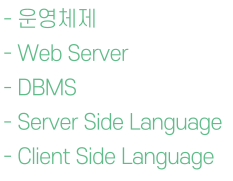 - 운영체제
- Web Server
- DBMS
- Server Side Language
- Client Side Language